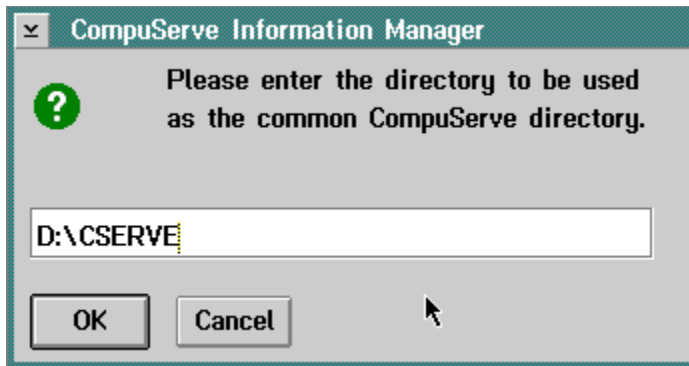 CompuServe Information Manager
Please enter the directory to be used
as the common CompuServe directory.
D:\CSERVE
OK
Cancel